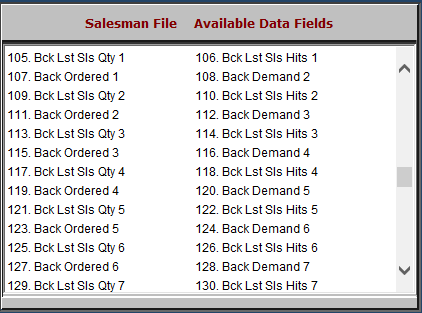 Salesman File Available Data Fields
105. Bck Lst Sls Qty 1 106. Bck Lst Sls Hits 1
107. Back Ordered 1 108. Back Demand 2
109. Bck Lst Sls Qty 2 110. Bck Lst Sls Hits 2
111. Back Ordered 2 112. Back Demand 3
113. Bck Lst Sls Qty 3 114. Bck Lst Sls Hits 3
115. Back Ordered 3 116. Back Demand 4
117. Bck Lst Sls Qty 4 118. Bck Lst Sls Hits 4
119. Back Ordered 4 120. Back Demand 5
121. Bck Lst Sls Qty 5 122. Bck Lst Sls Hits 5
123. Back Ordered 5 124. Back Demand 6
125. Bck Lst Sls Qty 6 126. Bck Lst Sls Hits 6
127. Back Ordered 6 128. Back Demand 7
129. Bck Lst Sls Qty 7 130. Bck Lst Sls Hits 7